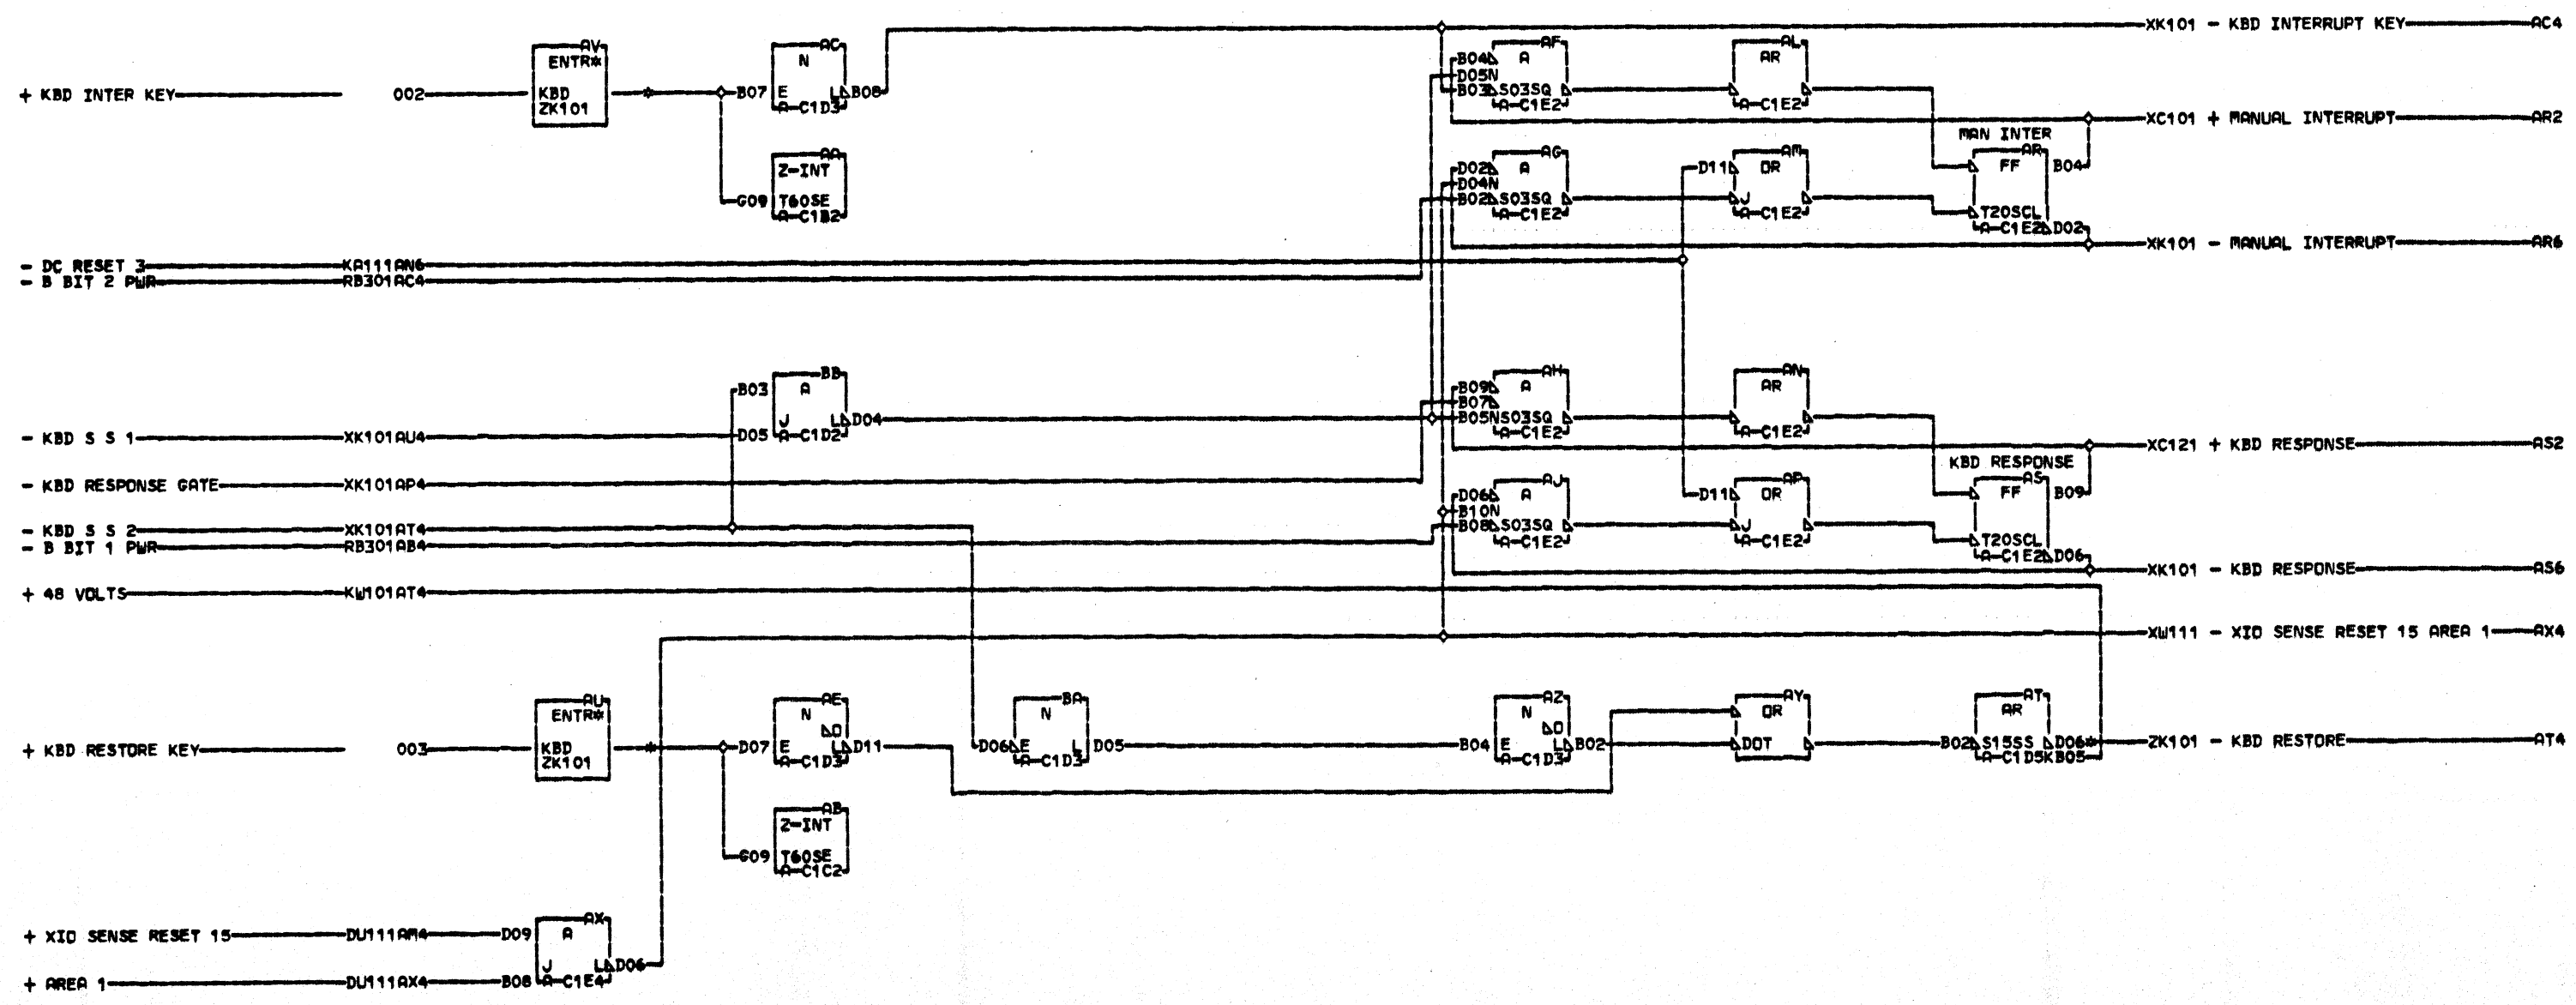 XK101 - KBD INTERRUPT KEY AC4
AV
ENTR*
KBD
ZK101
+ KBD INTER KEY 002
AC
N
B07 E L B08
A-C1D3
AA
Z-INT
G09 T60SE
A-C1B2
AF
B04 A
D05N
B03 S03SQ
A-C1E2
AL
AR
A-C1E2
XC101 + MANUAL INTERRUPT AR2
MAN INTER
AR
FF B04
T20SCL
A-C1E2 D02
AG
D02 A
D04N
B02 S03SQ
A-C1E2
AM
D11 OR
J
A-C1E2
XK101 - MANUAL INTERRUPT AR6
- DC RESET 3 KA111AN6
- B BIT 2 PWR RB301AC4
BB
B03 A
J L D04
D05 A-C1D2
AH
B09 A
B07
B05NS03SQ
A-C1E2
AN
AR
A-C1E2
- KBD S S 1 XK101AU4
XC121 + KBD RESPONSE AS2
KBD RESPONSE
AS
FF B09
T20SCL
A-C1E2 D06
- KBD RESPONSE GATE XK101AP4
AJ
D06 A
B10N
B08 S03SQ
A-C1E2
AP
D11 OR
J
A-C1E2
- KBD S S 2 XK101AT4
- B BIT 1 PWR RB301AB4
XK101 - KBD RESPONSE AS6
+ 48 VOLTS KW101AT4
XW111 - XIO SENSE RESET 15 AREA 1 AX4
AU
ENTR*
KBD
ZK101
+ KBD RESTORE KEY 003
AE
N
D
D07 E L D11
A-C1D3
BA
N
D06 E L D05
A-C1D3
AZ
N
D
B04 E L B02
A-C1D3
AY
OR
DOT
AT
AR
B02 S15SS D06*
A-C1D5KB05
ZK101 - KBD RESTORE AT4
AB
Z-INT
G09 T60SE
A-C1C2
+ XIO SENSE RESET 15 DU111AM4 D09
AX
A
J L D06
A-C1E4
+ AREA 1 DU111AX4 B08